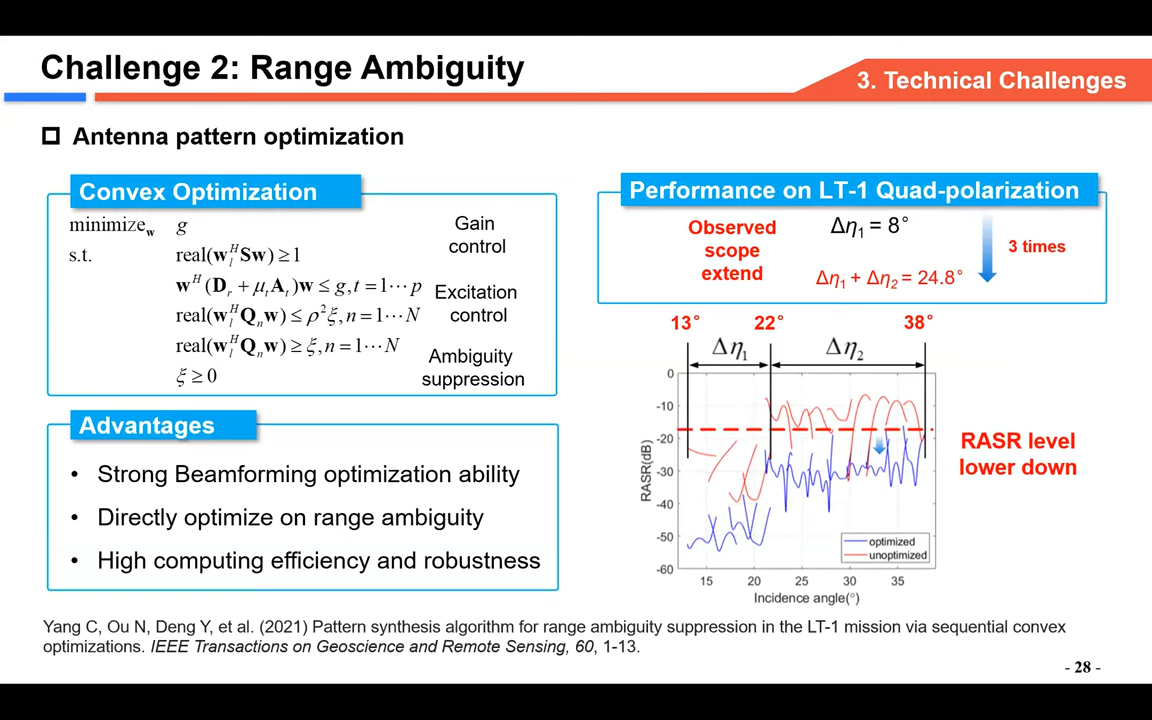 Challenge 2: Range Ambiguity
3. Technical Challenges
Antenna pattern optimization
Convex Optimization
minimize_w g
s.t. real(w_l^H Sw) ≥ 1
w^H (D_r + μ_t A_t)w ≤ g, t = 1⋯p
real(w_l^H Q_n w) ≤ ρ²ξ, n = 1⋯N
real(w_l^H Q_n w) ≥ ξ, n = 1⋯N
ξ ≥ 0
Gain
control
Excitation
control
Ambiguity
suppression
Advantages
• Strong Beamforming optimization ability
• Directly optimize on range ambiguity
• High computing efficiency and robustness
Performance on LT-1 Quad-polarization
Observed
scope
extend
Δη₁ = 8°
Δη₁ + Δη₂ = 24.8°
3 times
13° 22° 38°
Δη₁ Δη₂
0
-10
-20
-30
-40
-50
-60
RASR(dB)
optimized
unoptimized
15 20 25 30 35
Incidence angle(°)
RASR level
lower down
Yang C, Ou N, Deng Y, et al. (2021) Pattern synthesis algorithm for range ambiguity suppression in the LT-1 mission via sequential convex
optimizations. IEEE Transactions on Geoscience and Remote Sensing, 60, 1-13.
- 28 -